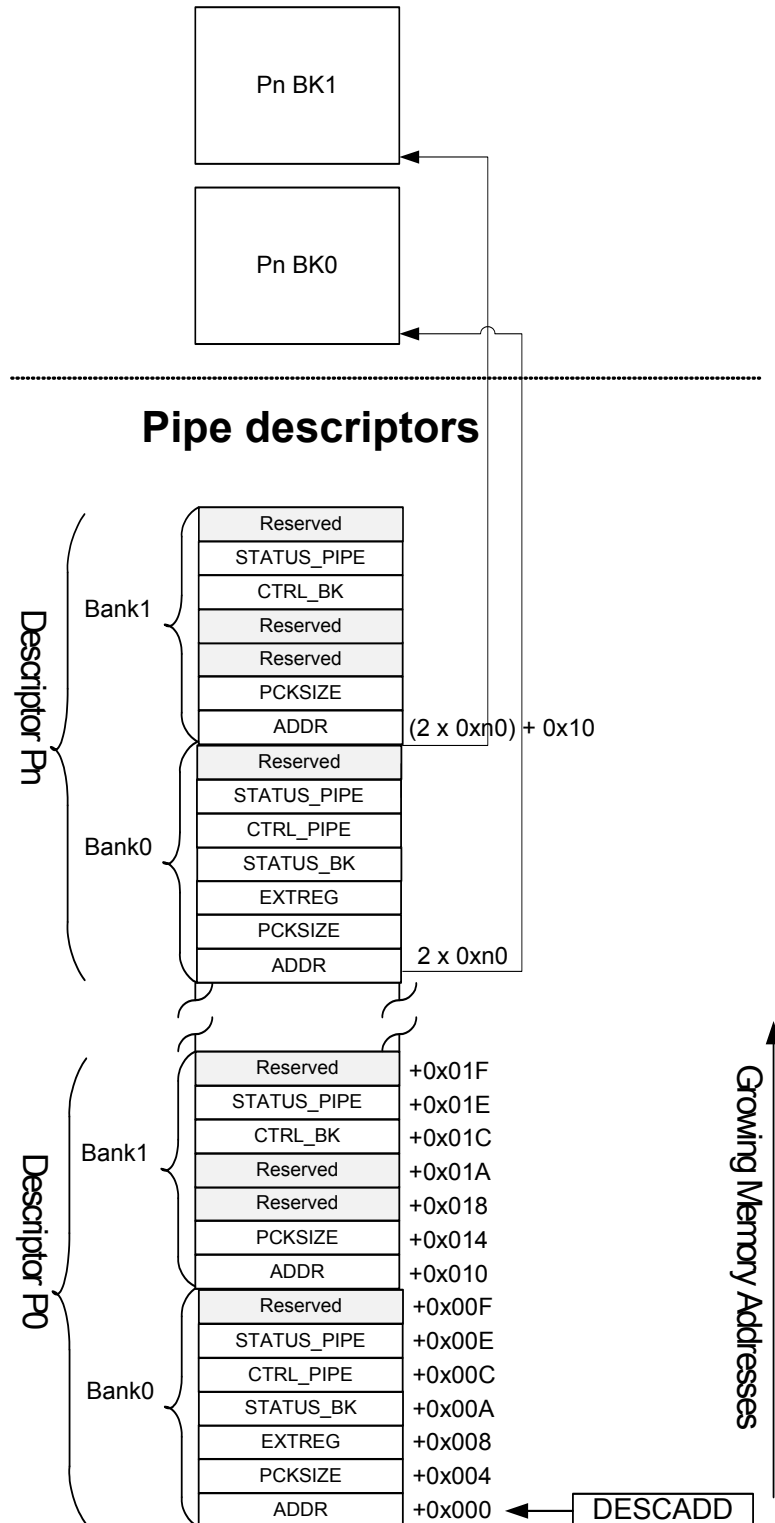 Pn BK1
Pn BK0
Pipe descriptors
Descriptor Pn
Bank1
Reserved
STATUS_PIPE
CTRL_BK
Reserved
Reserved
PCKSIZE
ADDR (2 x 0xn0) + 0x10
Bank0
Reserved
STATUS_PIPE
CTRL_PIPE
STATUS_BK
EXTREG
PCKSIZE
ADDR 2 x 0xn0
Descriptor P0
Bank1
Reserved +0x01F
STATUS_PIPE +0x01E
CTRL_BK +0x01C
Reserved +0x01A
Reserved +0x018
PCKSIZE +0x014
ADDR +0x010
Bank0
Reserved +0x00F
STATUS_PIPE +0x00E
CTRL_PIPE +0x00C
STATUS_BK +0x00A
EXTREG +0x008
PCKSIZE +0x004
ADDR +0x000 DESCADD
Growing Memory Addresses